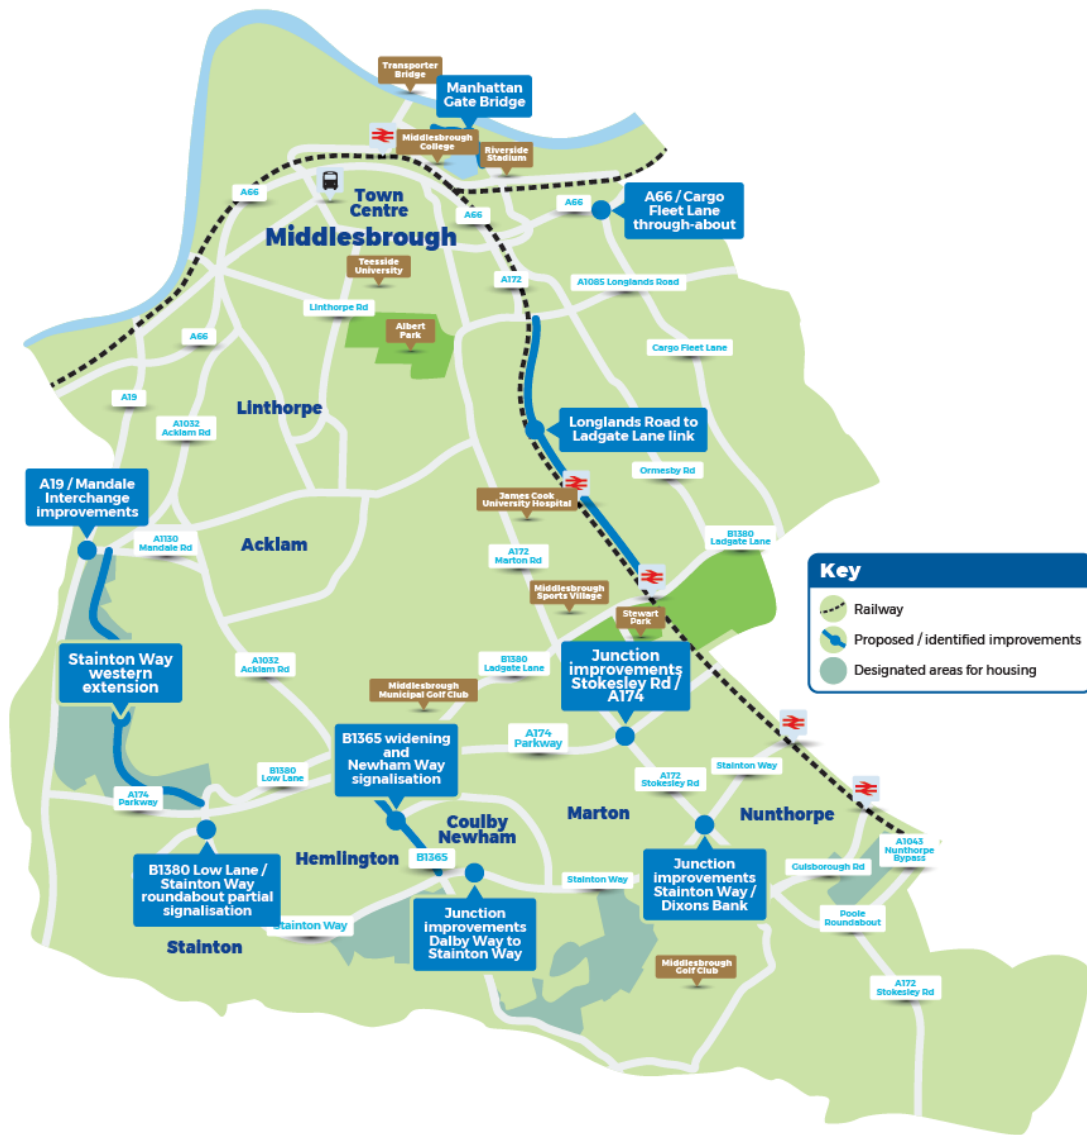 Transporter
Bridge
Manhattan
Gate Bridge
Middlesbrough
College
Riverside
Stadium
A66
Town
Centre
Middlesbrough
A66
A66
A66 / Cargo
Fleet Lane
through-about
Teesside
University
A172
A1085 Longlands Road
Linthorpe Rd
Albert
Park
A66
Cargo Fleet Lane
A19
Linthorpe
A1032
Acklam Rd
Longlands Road to
Ladgate Lane link
A19 / Mandale
Interchange
improvements
Ormesby Rd
James Cook
University Hospital
A1130
Mandale Rd
Acklam
A172
Marton Rd
B1380
Ladgate Lane
Middlesbrough
Sports Village
Stewart
Park
Key
Railway
Proposed / identified improvements
Designated areas for housing
Stainton Way
western
extension
A1032
Acklam Rd
B1380
Ladgate Lane
Junction
improvements
Stokesley Rd /
A174
Middlesbrough
Municipal Golf Club
B1365 widening
and
Newham Way
signalisation
A174
Parkway
B1380
Low Lane
Stainton Way
A172
Stokesley Rd
A174
Parkway
Marton
Nunthorpe
Coulby
Newham
Hemlington
B1365
A1043
Nunthorpe
Bypass
Guisborough Rd
B1380 Low Lane /
Stainton Way
roundabout partial
signalisation
Stainton Way
Junction
improvements
Stainton Way /
Dixons Bank
Poole
Roundabout
Stainton Way
Junction
improvements
Dalby Way to
Stainton Way
Stainton
Middlesbrough
Golf Club
A172
Stokesley Rd